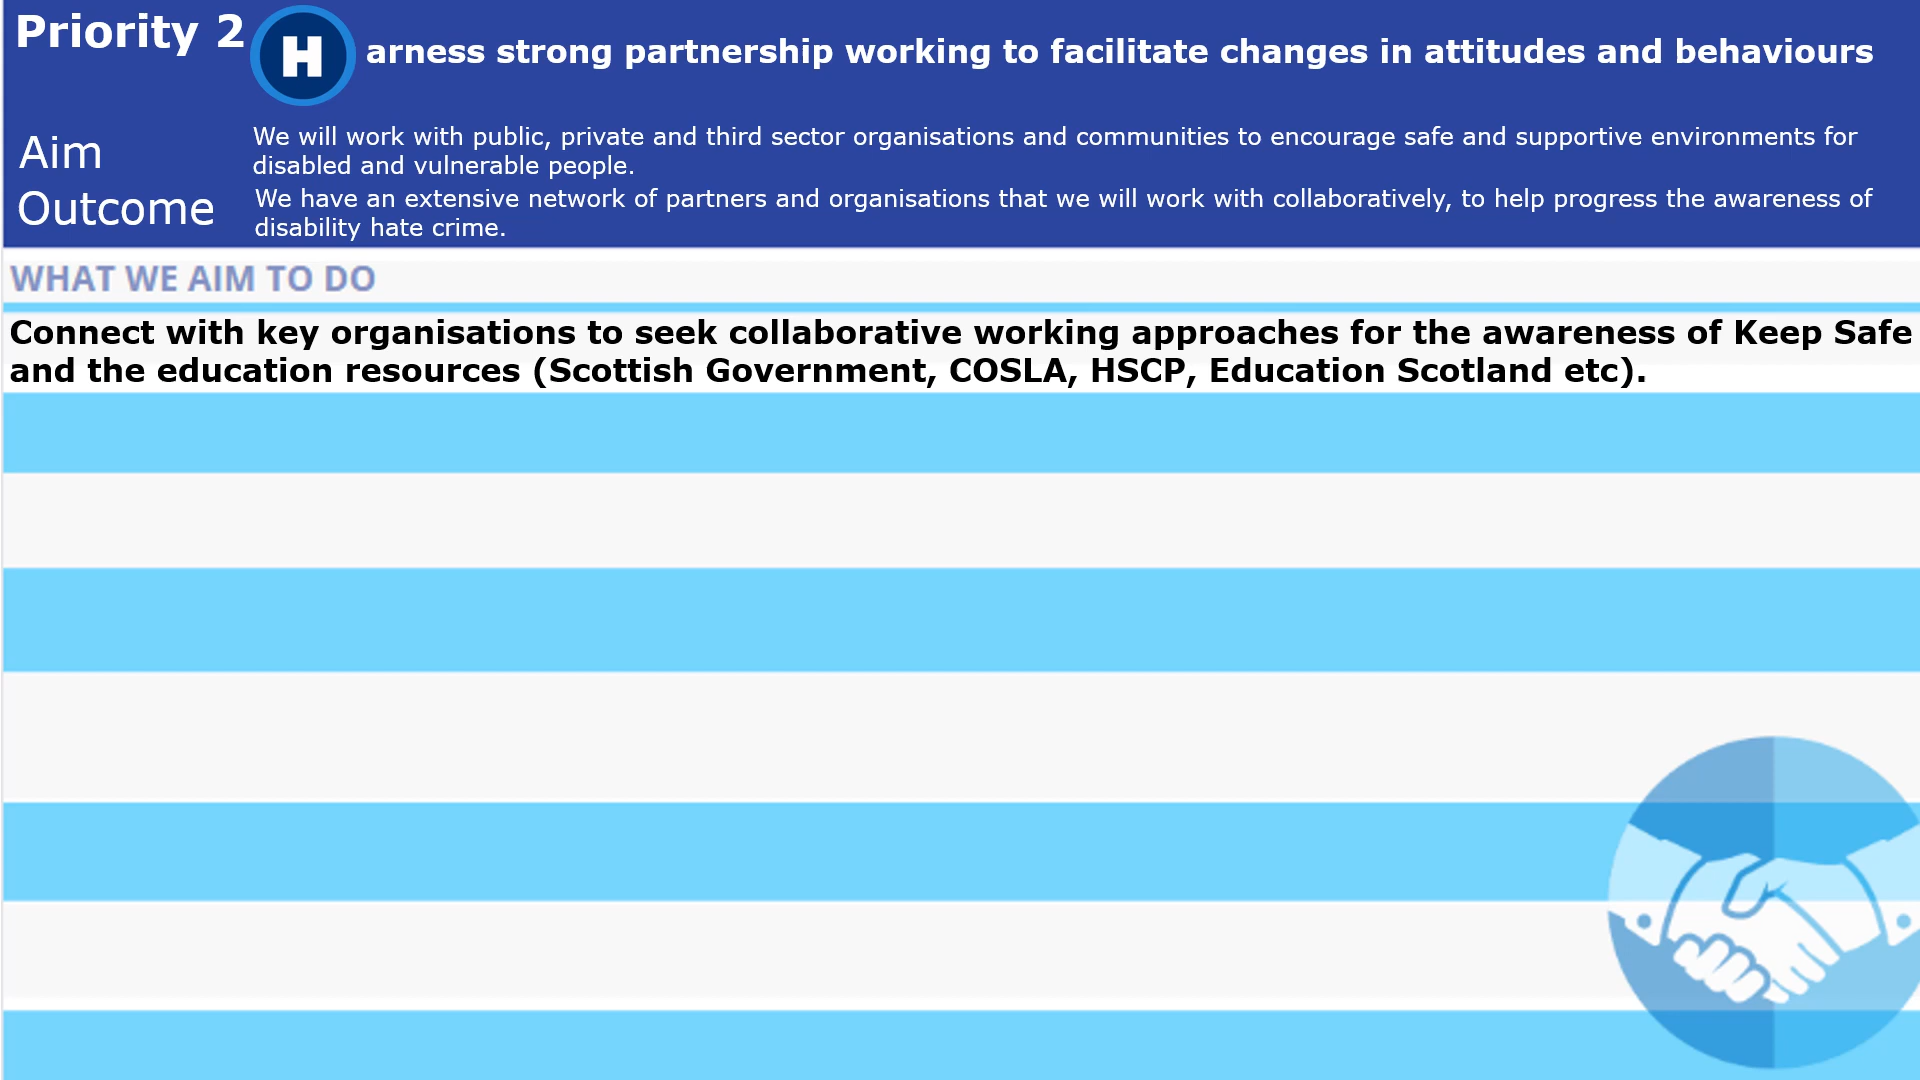 Priority 2
H arness strong partnership working to facilitate changes in attitudes and behaviours
Aim
We will work with public, private and third sector organisations and communities to encourage safe and supportive environments for
disabled and vulnerable people.
Outcome
We have an extensive network of partners and organisations that we will work with collaboratively, to help progress the awareness of
disability hate crime.
WHAT WE AIM TO DO
Connect with key organisations to seek collaborative working approaches for the awareness of Keep Safe
and the education resources (Scottish Government, COSLA, HSCP, Education Scotland etc).